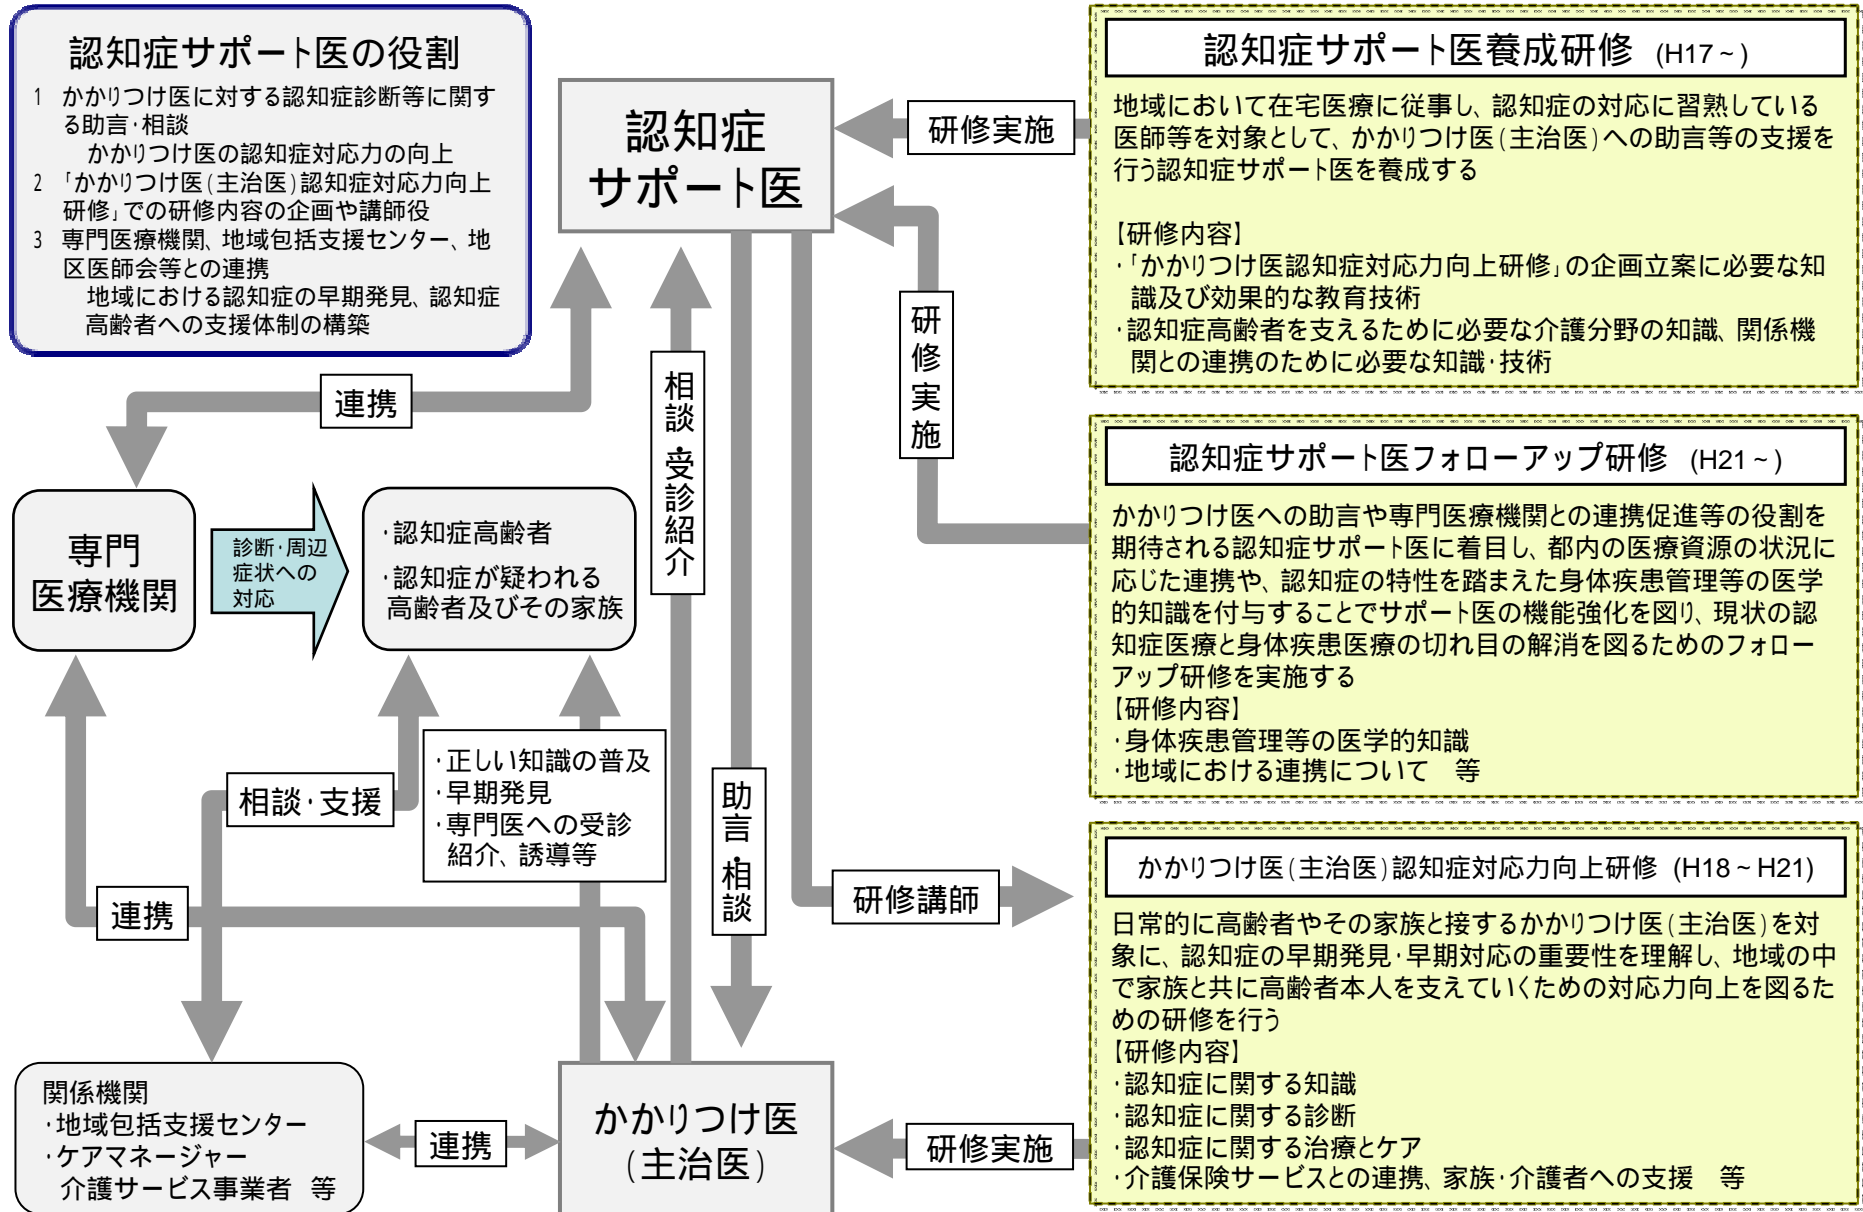 認知症サポート医の役割
1 かかりつけ医に対する認知症診断等に関す
る助言・相談
かかりつけ医の認知症対応力の向上
2 「かかりつけ医(主治医)認知症対応力向上
研修」での研修内容の企画や講師役
3 専門医療機関、地域包括支援センター、地
区医師会等との連携
地域における認知症の早期発見、認知症
高齢者への支援体制の構築
認知症
サポート医
研修実施
研修実施
連携
相談・受診紹介
専門
医療機関
診断・周辺
症状への
対応
・認知症高齢者
・認知症が疑われる
高齢者及びその家族
相談・支援
・正しい知識の普及
・早期発見
・専門医への受診
紹介、誘導等
助言・相談
連携
研修講師
関係機関
・地域包括支援センター
・ケアマネージャー
介護サービス事業者 等
連携
かかりつけ医
(主治医)
研修実施
認知症サポート医養成研修 (H17~)
地域において在宅医療に従事し、認知症の対応に習熟している
医師等を対象として、かかりつけ医(主治医)への助言等の支援を
行う認知症サポート医を養成する
【研修内容】
・「かかりつけ医認知症対応力向上研修」の企画立案に必要な知
識及び効果的な教育技術
・認知症高齢者を支えるために必要な介護分野の知識、関係機
関との連携のために必要な知識・技術
認知症サポート医フォローアップ研修 (H21~)
かかりつけ医への助言や専門医療機関との連携促進等の役割を
期待される認知症サポート医に着目し、都内の医療資源の状況に
応じた連携や、認知症の特性を踏まえた身体疾患管理等の医学
的知識を付与することでサポート医の機能強化を図り、現状の認
知症医療と身体疾患医療の切れ目の解消を図るためのフォロー
アップ研修を実施する
【研修内容】
・身体疾患管理等の医学的知識
・地域における連携について 等
かかりつけ医(主治医)認知症対応力向上研修 (H18~H21)
日常的に高齢者やその家族と接するかかりつけ医(主治医)を対
象に、認知症の早期発見・早期対応の重要性を理解し、地域の中
で家族と共に高齢者本人を支えていくための対応力向上を図るた
めの研修を行う
【研修内容】
・認知症に関する知識
・認知症に関する診断
・認知症に関する治療とケア
・介護保険サービスとの連携、家族・介護者への支援 等